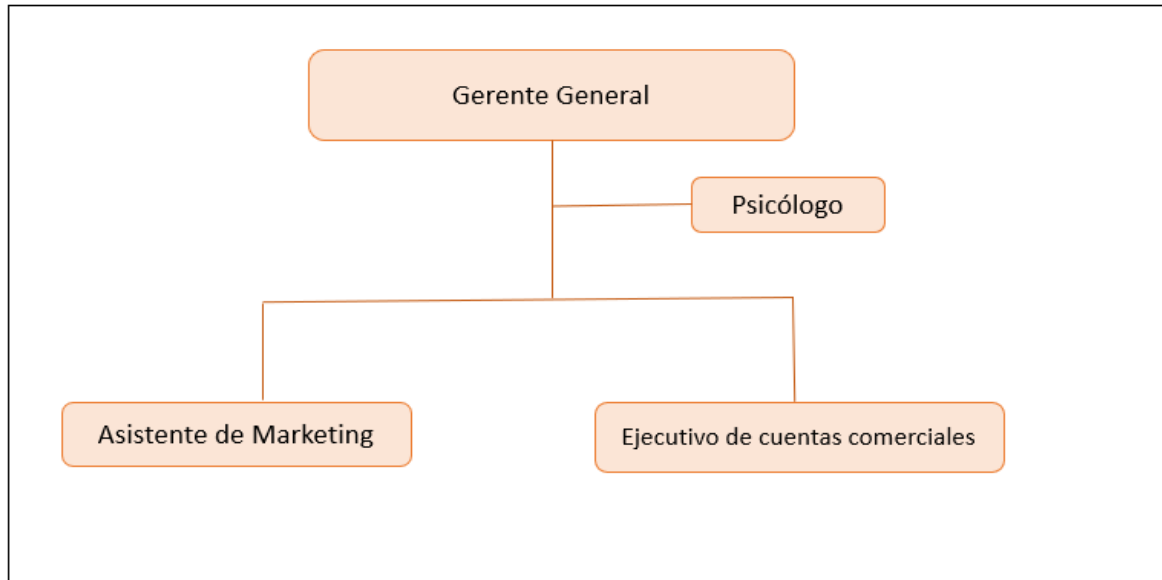 Gerente General
Psicólogo
Asistente de Marketing
Ejecutivo de cuentas comerciales